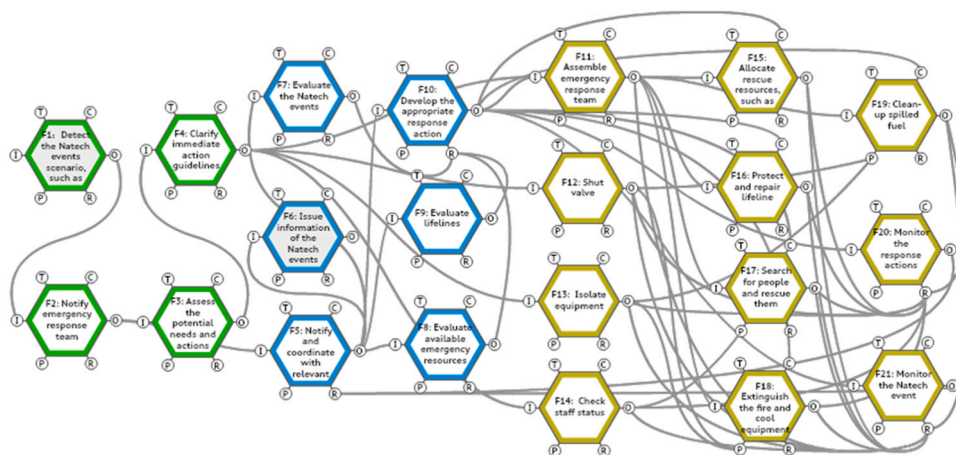 T C
F1: Detect
the Natech
events
scenario,
such as
I O
P R
T C
F2: Notify
emergency
response
team
I O
P R
T C
F3: Assess
the
potential
needs and
actions
I O
P R
T C
F4: Clarify
immediate
action
guidelines
I O
P R
T C
F7: Evaluate
the Natech
events
I O
P R
T C
F6: Issue
information
of the
Natech
events
I O
P R
T C
F5: Notify
and
coordinate
with
relevant
I O
P R
T C
F10:
Develop the
appropriate
response
action
I O
P R
T C
F9: Evaluate
lifelines
I O
P R
T C
F8: Evaluate
available
emergency
resources
I O
P R
T C
F11:
Assemble
emergency
response
team
I O
P R
T C
F12: Shut
valve
I O
P R
T C
F13: Isolate
equipment
I O
P R
T C
F14: Check
staff status
I O
P R
T C
F15:
Allocate
rescue
resources,
such as
I O
P R
T C
F16: Protect
and repair
lifeline
I O
P R
T C
F17: Search
for people
and rescue
them
I O
P R
T C
F18:
Extinguish
the fire and
cool
equipment
I O
P R
T C
F19: Clean-
up spilled
fuel
I O
P R
T C
F20:
Monitor the
response
actions
I O
P R
T C
F21: Monitor
the Natech
event
I O
P R